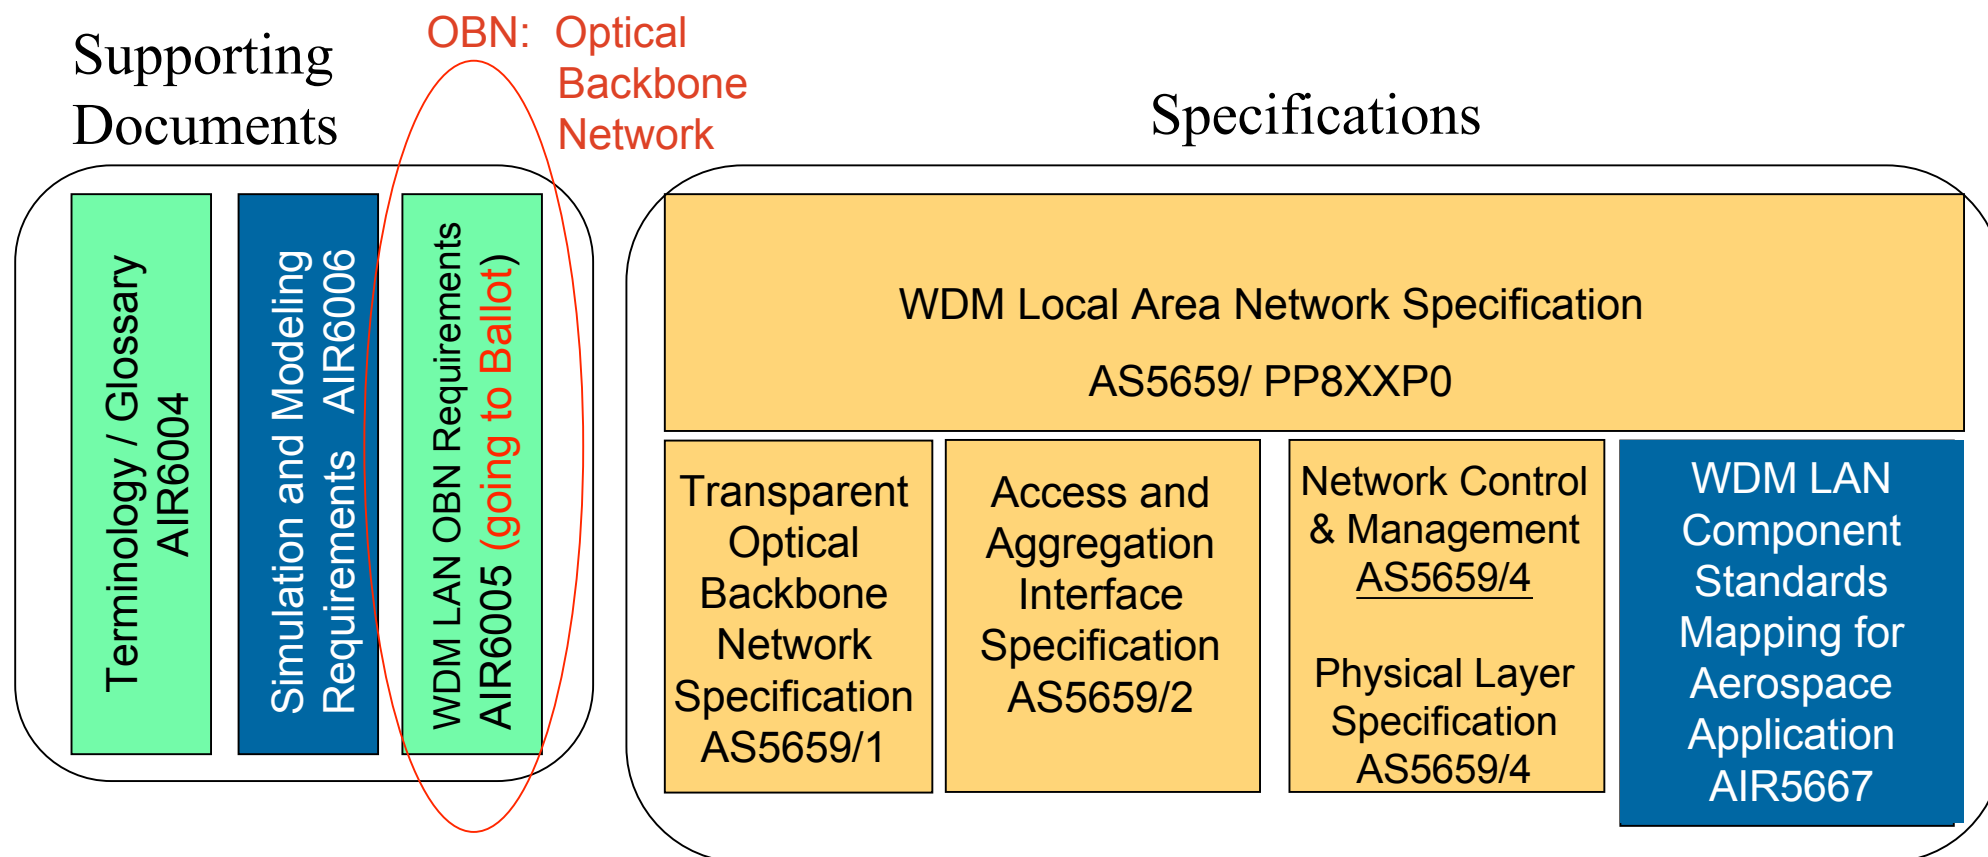 Supporting
Documents
OBN: Optical
Backbone
Network
Specifications
Terminology / Glossary
AIR6004
Simulation and Modeling
Requirements AIR6006
WDM LAN OBN Requirements
AIR6005 (going to Ballot)
WDM Local Area Network Specification
AS5659/ PP8XXP0
Transparent
Optical
Backbone
Network
Specification
AS5659/1
Access and
Aggregation
Interface
Specification
AS5659/2
Network Control
& Management
AS5659/4
Physical Layer
Specification
AS5659/4
WDM LAN
Component
Standards
Mapping for
Aerospace
Application
AIR5667